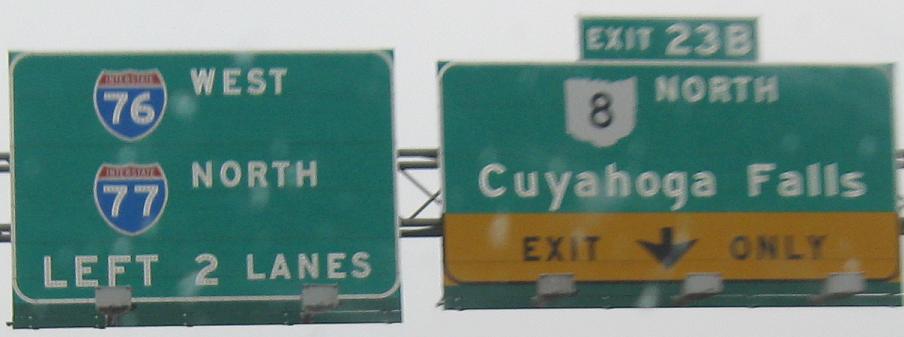 INTERSTATE 76 WEST
INTERSTATE 77 NORTH
LEFT 2 LANES
EXIT 23B
8 NORTH
Cuyahoga Falls
EXIT ONLY